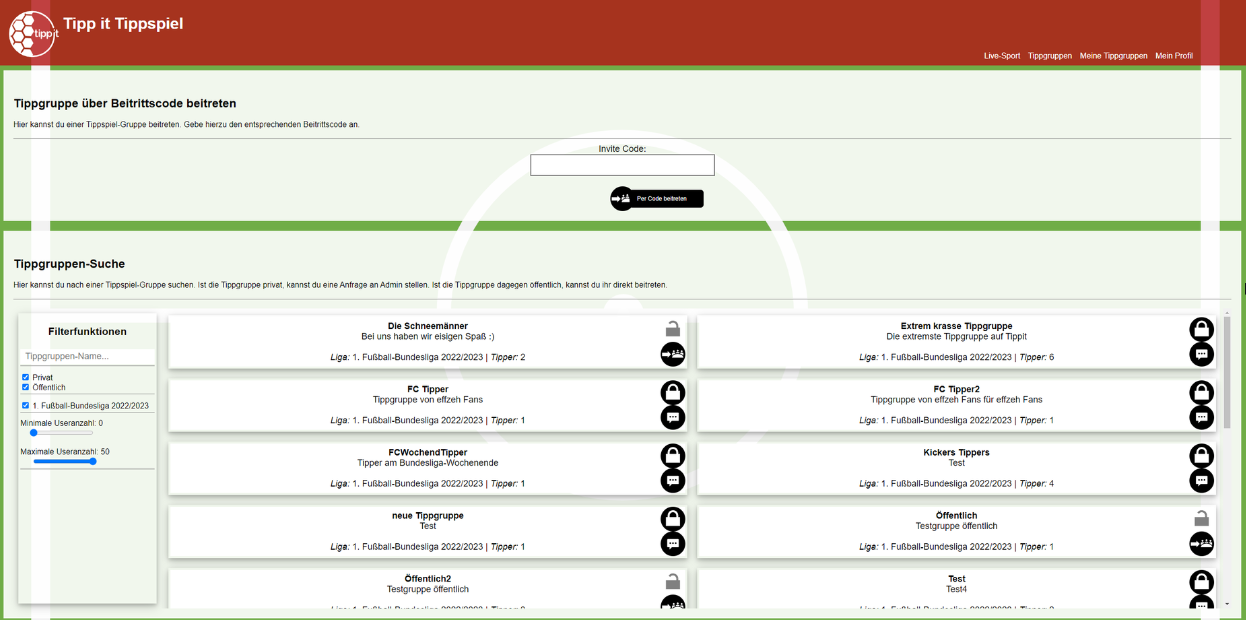 tipp it
Tipp it Tippspiel
Live-Sport Tippgruppen Meine Tippgruppen Mein Profil
Tippgruppe über Beitrittscode beitreten
Hier kannst du einer Tippspiel-Gruppe beitreten. Gebe hierzu den entsprechenden Beitrittscode an.
Invite Code:
Per Code beitreten
Tippgruppen-Suche
Hier kannst du nach einer Tippspiel-Gruppe suchen. Ist die Tippgruppe privat, kannst du eine Anfrage an Admin stellen. Ist die Tippgruppe dagegen öffentlich, kannst du ihr direkt beitreten.
Filterfunktionen
Tippgruppen-Name...
Privat
Öffentlich
1. Fußball-Bundesliga 2022/2023
Minimale Useranzahl: 0
Maximale Useranzahl: 50
Die Schneemänner
Bei uns haben wir eisigen Spaß :)
Liga: 1. Fußball-Bundesliga 2022/2023 | Tipper: 2
Extrem krasse Tippgruppe
Die extremste Tippgruppe auf Tippit
Liga: 1. Fußball-Bundesliga 2022/2023 | Tipper: 6
FC Tipper
Tippgruppe von effzeh Fans
Liga: 1. Fußball-Bundesliga 2022/2023 | Tipper: 1
FC Tipper2
Tippgruppe von effzeh Fans für effzeh Fans
Liga: 1. Fußball-Bundesliga 2022/2023 | Tipper: 1
FCWochendTipper
Tipper am Bundesliga-Wochenende
Liga: 1. Fußball-Bundesliga 2022/2023 | Tipper: 1
Kickers Tippers
Test
Liga: 1. Fußball-Bundesliga 2022/2023 | Tipper: 4
neue Tippgruppe
Test
Liga: 1. Fußball-Bundesliga 2022/2023 | Tipper: 1
Öffentlich
Testgruppe öffentlich
Liga: 1. Fußball-Bundesliga 2022/2023 | Tipper: 1
Öffentlich2
Testgruppe öffentlich
Test
Test4